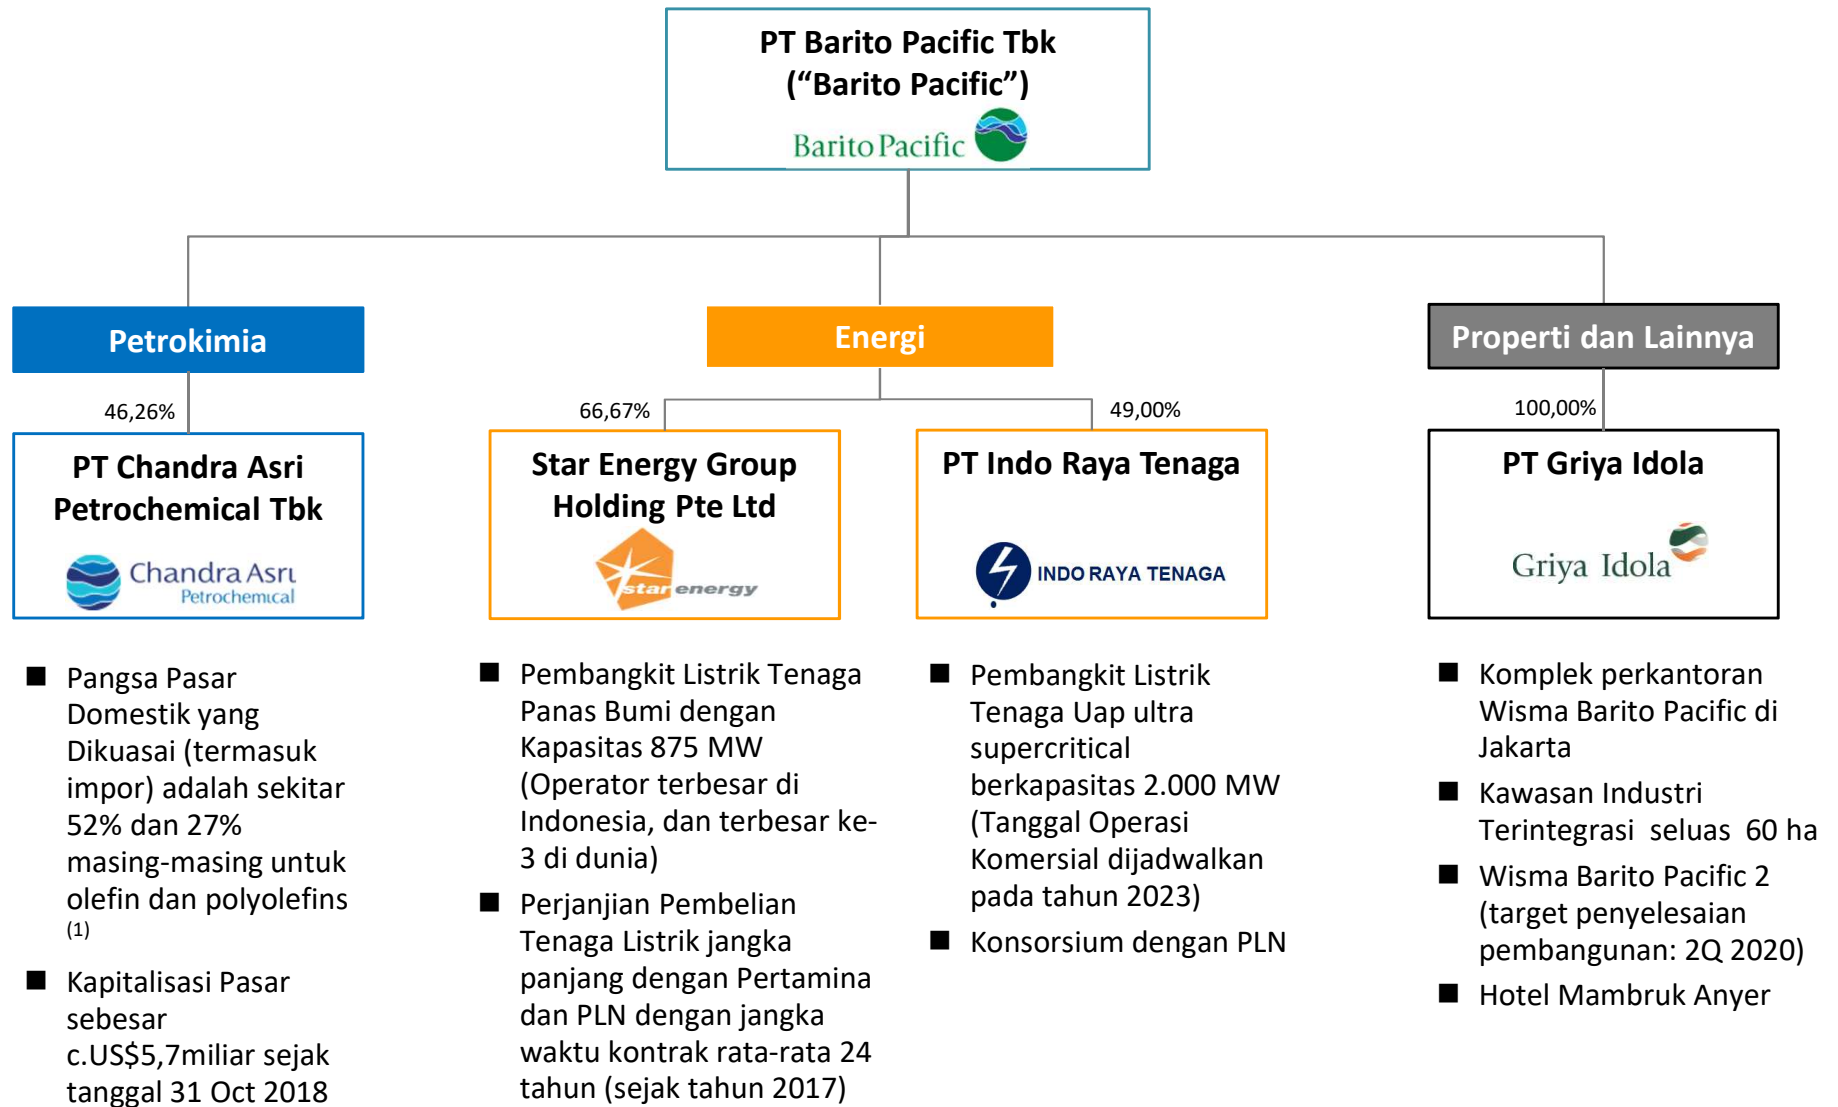 PT Barito Pacific Tbk
(“Barito Pacific”)
Barito Pacific
Petrokimia
Energi
Properti dan Lainnya
46,26%
66,67%
49,00%
100,00%
PT Chandra Asri
Petrochemical Tbk
Chandra Asri
Petrochemical
Star Energy Group
Holding Pte Ltd
star energy
PT Indo Raya Tenaga
INDO RAYA TENAGA
PT Griya Idola
Griya Idola
■ Pangsa Pasar
Domestik yang
Dikuasai (termasuk
impor) adalah sekitar
52% dan 27%
masing-masing untuk
olefin dan polyolefins
(1)
■ Kapitalisasi Pasar
sebesar
c.US$5,7miliar sejak
tanggal 31 Oct 2018
■ Pembangkit Listrik Tenaga
Panas Bumi dengan
Kapasitas 875 MW
(Operator terbesar di
Indonesia, dan terbesar ke-
3 di dunia)
■ Perjanjian Pembelian
Tenaga Listrik jangka
panjang dengan Pertamina
dan PLN dengan jangka
waktu kontrak rata-rata 24
tahun (sejak tahun 2017)
■ Pembangkit Listrik
Tenaga Uap ultra
supercritical
berkapasitas 2.000 MW
(Tanggal Operasi
Komersial dijadwalkan
pada tahun 2023)
■ Konsorsium dengan PLN
■ Komplek perkantoran
Wisma Barito Pacific di
Jakarta
■ Kawasan Industri
Terintegrasi seluas 60 ha
■ Wisma Barito Pacific 2
(target penyelesaian
pembangunan: 2Q 2020)
■ Hotel Mambruk Anyer